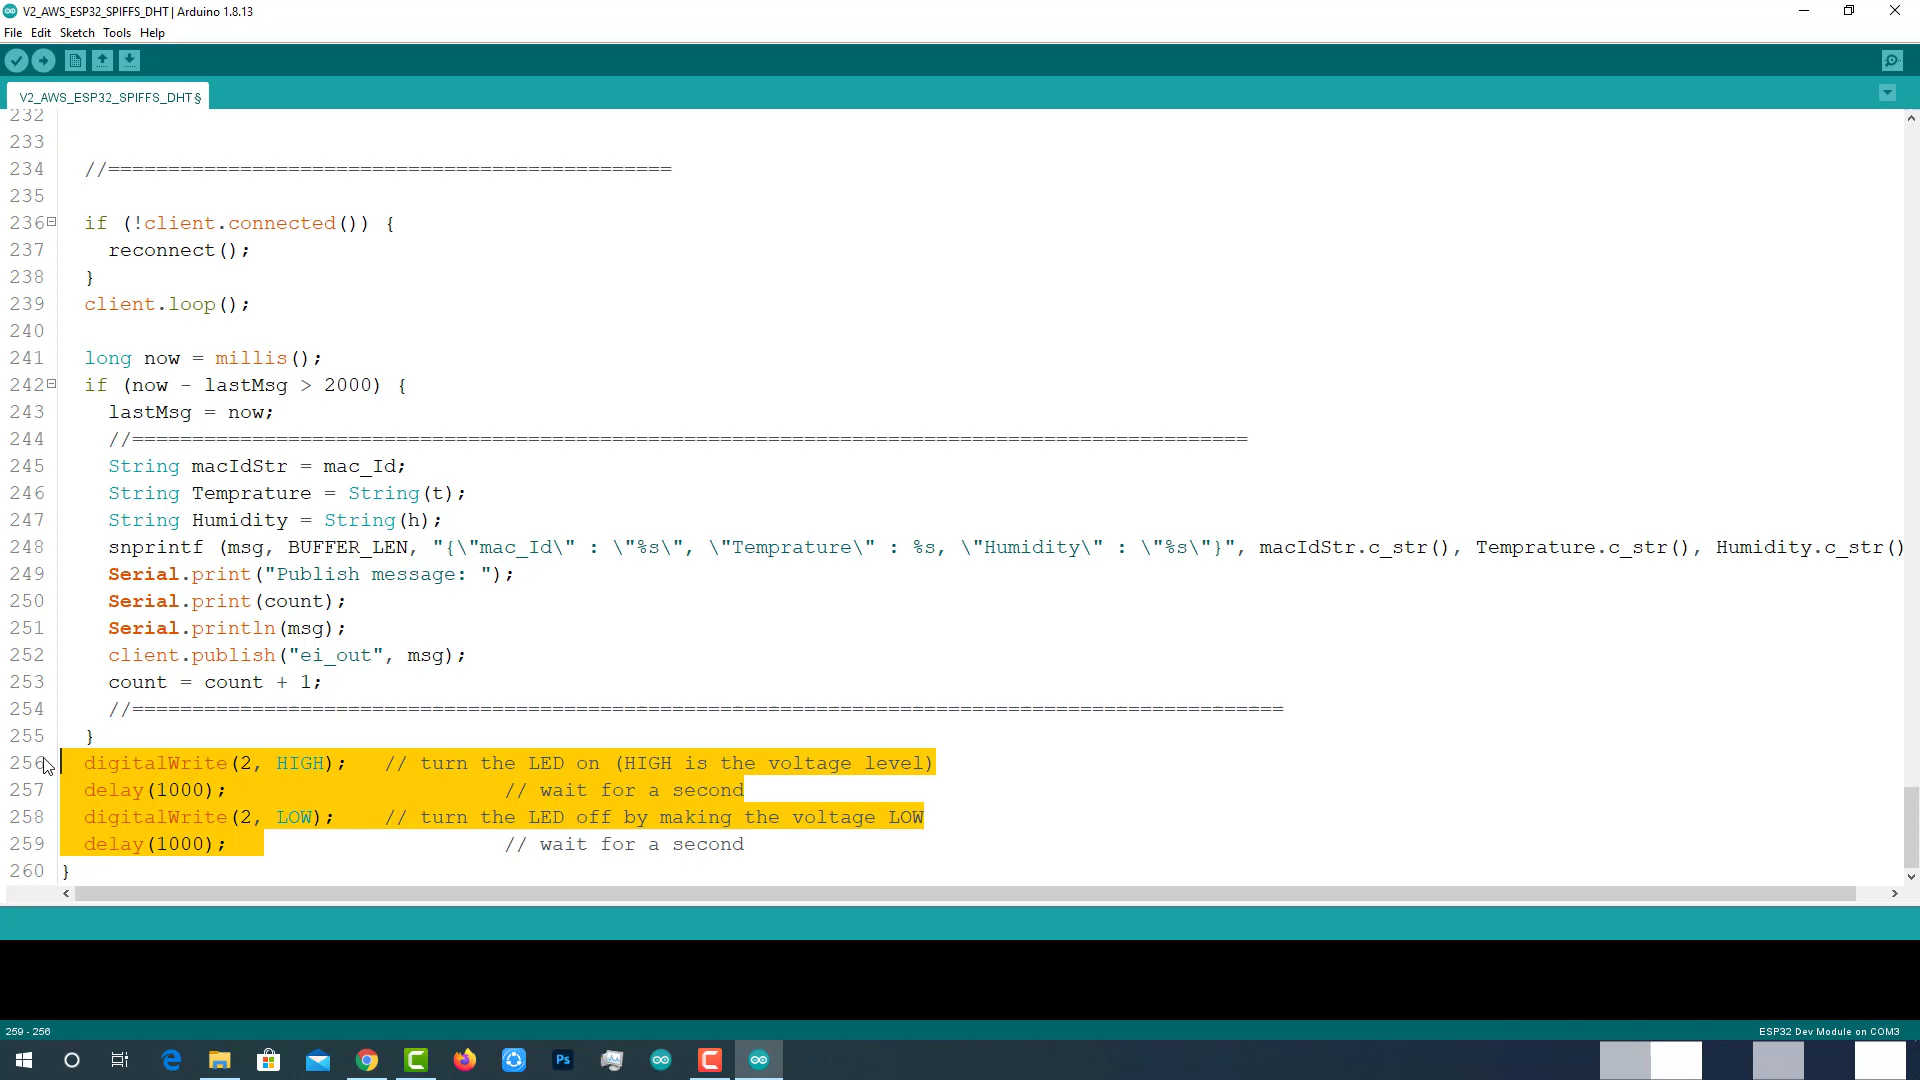 V2_AWS_ESP32_SPIFFS_DHT | Arduino 1.8.13
File Edit Sketch Tools Help
V2_AWS_ESP32_SPIFFS_DHT §
232
233
234 //===============================================
235
236 if (!client.connected()) {
237 reconnect();
238 }
239 client.loop();
240
241 long now = millis();
242 if (now - lastMsg > 2000) {
243 lastMsg = now;
244 //=============================================================================================
245 String macIdStr = mac_Id;
246 String Temprature = String(t);
247 String Humidity = String(h);
248 snprintf (msg, BUFFER_LEN, "{\"mac_Id\" : \"%s\", \"Temprature\" : %s, \"Humidity\" : \"%s\"}", macIdStr.c_str(), Temprature.c_str(), Humidity.c_str()
249 Serial.print("Publish message: ");
250 Serial.print(count);
251 Serial.println(msg);
252 client.publish("ei_out", msg);
253 count = count + 1;
254 //================================================================================================
255 }
256 digitalWrite(2, HIGH); // turn the LED on (HIGH is the voltage level)
257 delay(1000); // wait for a second
258 digitalWrite(2, LOW); // turn the LED off by making the voltage LOW
259 delay(1000); // wait for a second
260 }
259 - 256
ESP32 Dev Module on COM3
Ps